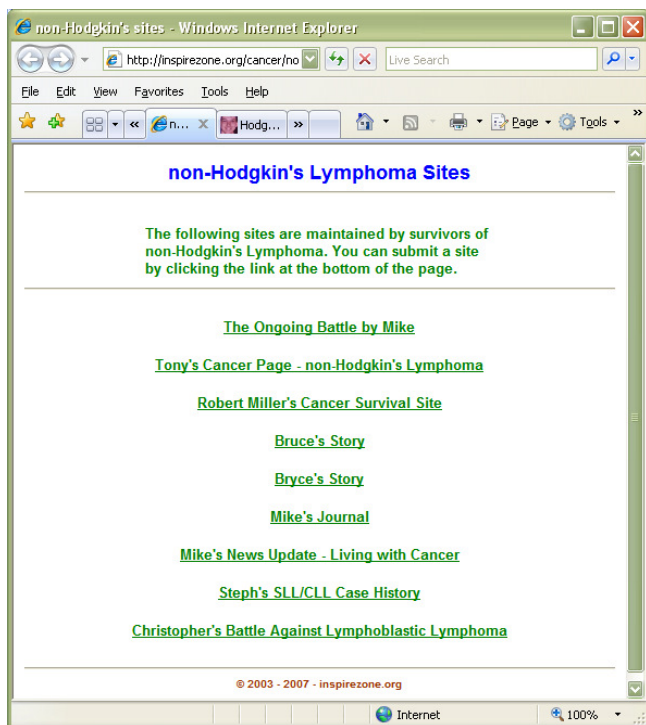 non-Hodgkin's sites - Windows Internet Explorer
http://inspirezone.org/cancer/no
Live Search
File Edit View Favorites Tools Help
« n... X Hodg... » Page Tools »
non-Hodgkin's Lymphoma Sites
The following sites are maintained by survivors of
non-Hodgkin's Lymphoma. You can submit a site
by clicking the link at the bottom of the page.
The Ongoing Battle by Mike
Tony's Cancer Page - non-Hodgkin's Lymphoma
Robert Miller's Cancer Survival Site
Bruce's Story
Bryce's Story
Mike's Journal
Mike's News Update - Living with Cancer
Steph's SLL/CLL Case History
Christopher's Battle Against Lymphoblastic Lymphoma
© 2003 - 2007 - inspirezone.org
Internet 100%